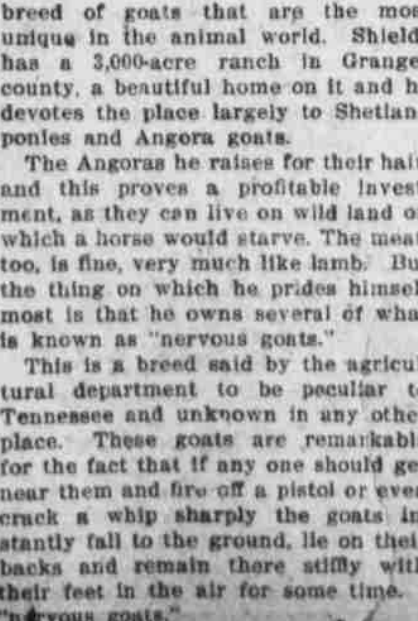 breed of goats that are the mos
unique in the animal world. Shield
has a 3,000-acre ranch in Grange
county, a beautiful home on it and h
devotes the place largely to Shetlan
ponies and Angora goats.
The Angoras he raises for their hair
and this proves a profitable inves
ment, as they can live on wild land o
which a horse would starve. The meat
too, is fine, very much like lamb. Bu
the thing on which he prides himsel
most is that he owns several of wha
is known as "nervous goats."
This is a breed said by the agricul
tural department to be peculiar t
Tennessee and unknown in any othe
place. These goats are remarkabl
for the fact that if any one should ge
near them and fire off a pistol or eve
crack a whip sharply the goats in
stantly fall to the ground, lie on thei
backs and remain there stiffly wit
their feet in the air for some time.
"nervous goats."